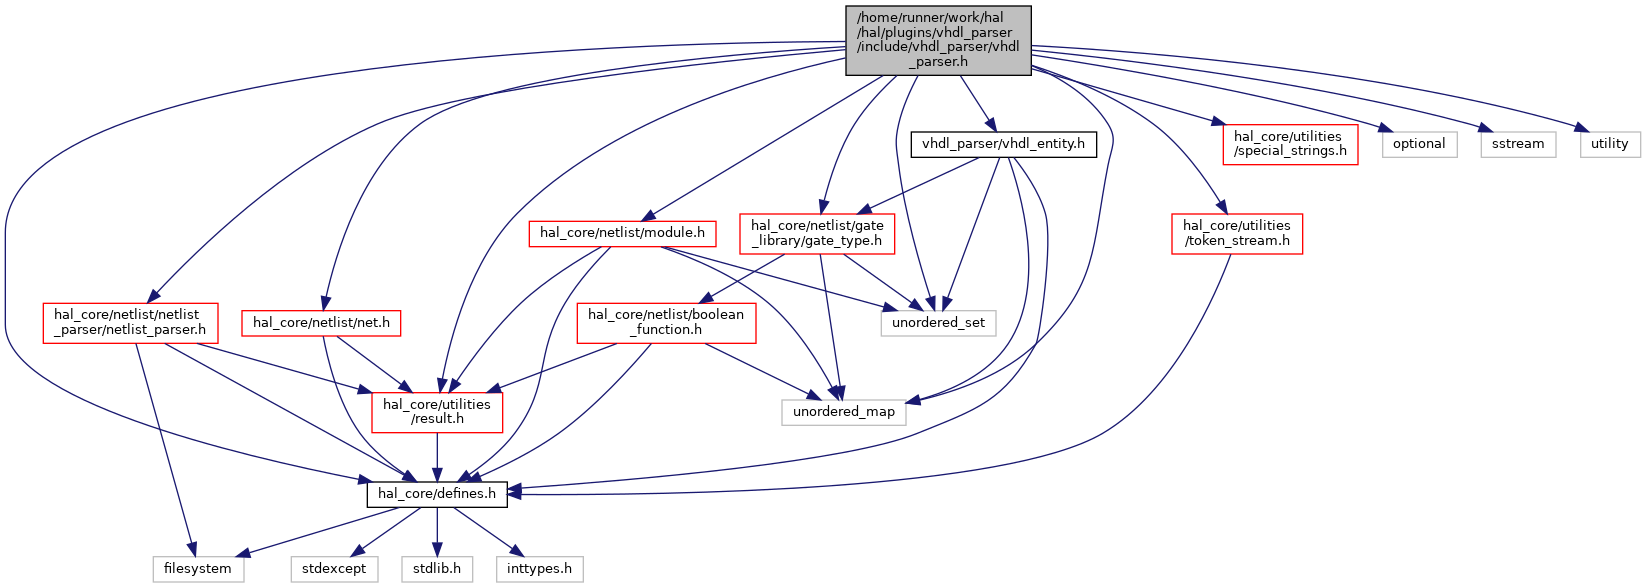 /home/runner/work/hal
/hal/plugins/vhdl_parser
/include/vhdl_parser/vhdl
_parser.h
vhdl_parser/vhdl_entity.h
hal_core/utilities
/special_strings.h
optional
sstream
utility
hal_core/netlist/module.h
hal_core/netlist/gate
_library/gate_type.h
hal_core/utilities
/token_stream.h
hal_core/netlist/netlist
_parser/netlist_parser.h
hal_core/netlist/net.h
hal_core/netlist/boolean
_function.h
unordered_set
hal_core/utilities
/result.h
unordered_map
hal_core/defines.h
filesystem
stdexcept
stdlib.h
inttypes.h